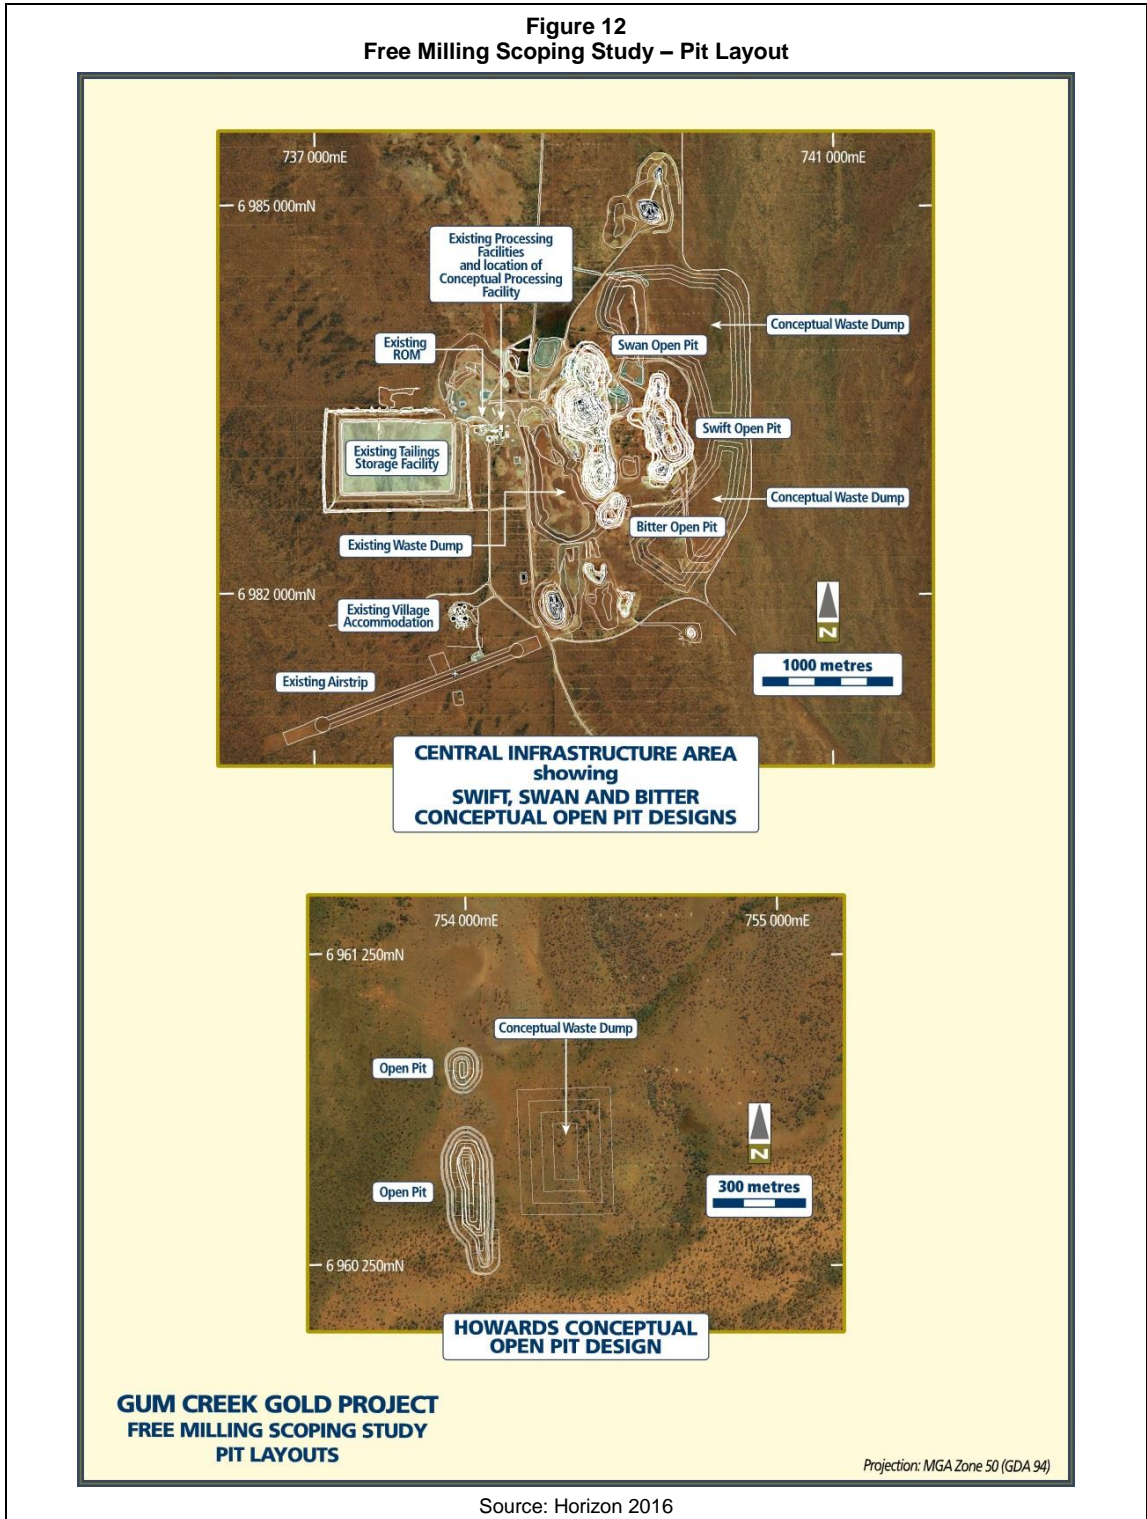 Figure 12
Free Milling Scoping Study – Pit Layout
737 000mE
741 000mE
6 985 000mN
Existing Processing
Facilities
and location of
Conceptual Processing
Facility
Conceptual Waste Dump
Existing
ROM
Swan Open Pit
Swift Open Pit
Existing Tailings
Storage Facility
Conceptual Waste Dump
Bitter Open Pit
Existing Waste Dump
6 982 000mN
Existing Village
Accommodation
N
1000 metres
Existing Airstrip
CENTRAL INFRASTRUCTURE AREA
showing
SWIFT, SWAN AND BITTER
CONCEPTUAL OPEN PIT DESIGNS
754 000mE
755 000mE
6 961 250mN
Conceptual Waste Dump
Open Pit
N
Open Pit
300 metres
6 960 250mN
HOWARDS CONCEPTUAL
OPEN PIT DESIGN
GUM CREEK GOLD PROJECT
FREE MILLING SCOPING STUDY
PIT LAYOUTS
Projection: MGA Zone 50 (GDA 94)
Source: Horizon 2016